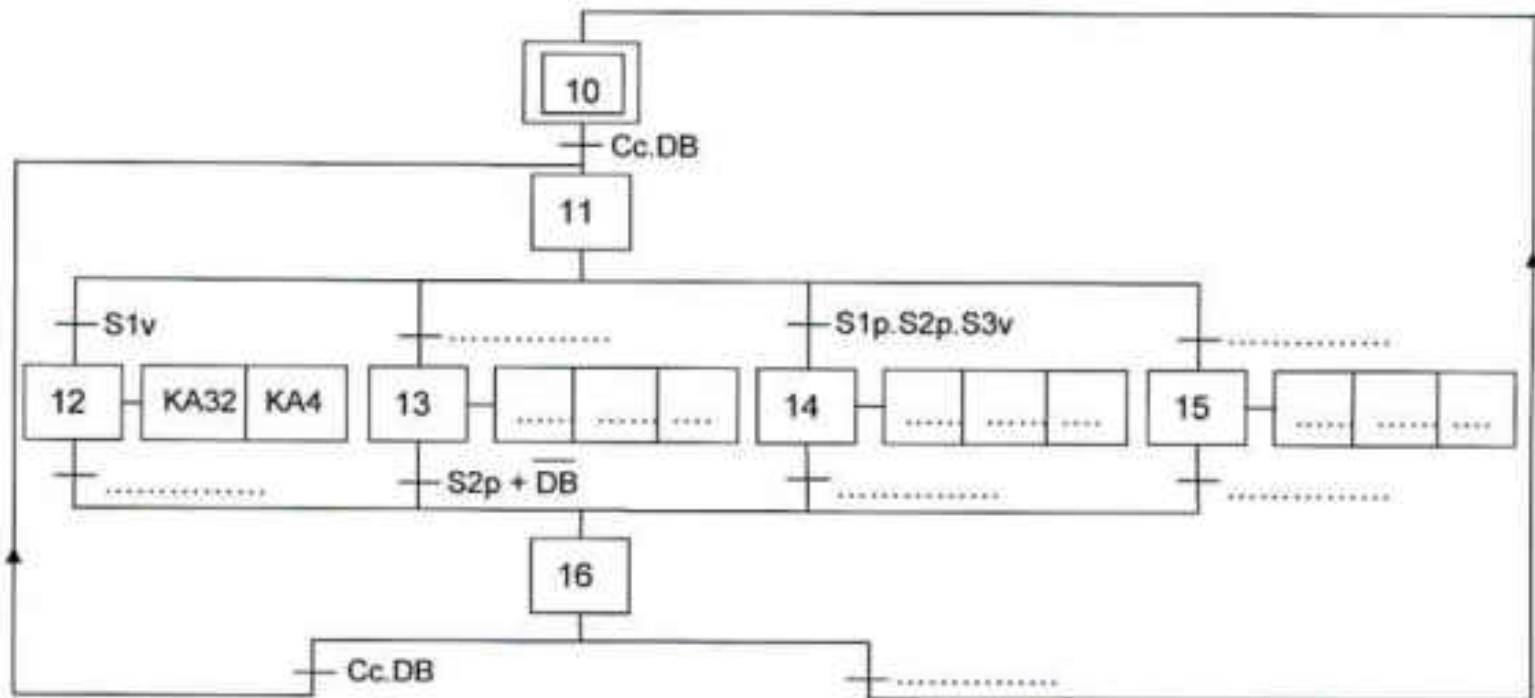 10
Cc.DB
11
S1v ................ S1p.S2p.S3v ................
12 KA32 KA4 13 ...... ...... .... 14 ...... ...... .... 15 ...... ...... ....
................ S2p + \overline{DB} ................ ................
16
Cc.DB ................